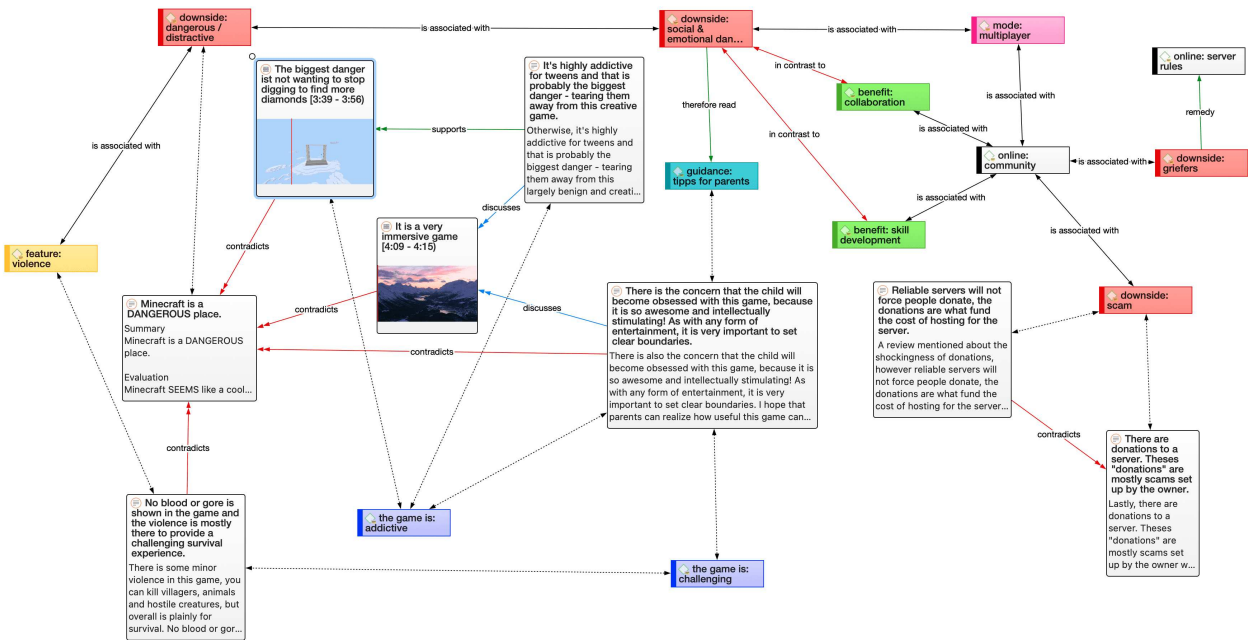 downside:
dangerous /
distractive
is associated with
downside:
social &
emotional dan...
is associated with
mode:
multiplayer
online: server
rules
The biggest danger
ist not wanting to stop
digging to find more
diamonds [3:39 - 3:56)
It's highly addictive
for tweens and that is
probably the biggest
danger - tearing them
away from this creative
game.
Otherwise, it's highly
addictive for tweens and
that is probably the
biggest danger - tearing
them away from this
largely benign and creati...
supports
therefore read
in contrast to
in contrast to
benefit:
collaboration
is associated with
is associated with
remedy
is associated with
online:
community
is associated with
downside:
griefers
guidance:
tipps for parents
is associated with
benefit: skill
development
is associated with
discusses
It is a very
immersive game
[4:09 - 4:15)
feature:
violence
contradicts
contradicts
discusses
Minecraft is a
DANGEROUS place.
Summary
Minecraft is a DANGEROUS
place.
Evaluation
Minecraft SEEMS like a cool...
contradicts
There is the concern that the child will
become obsessed with this game, because
it is so awesome and intellectually
stimulating! As with any form of
entertainment, it is very important to set
clear boundaries.
There is also the concern that the child will
become obsessed with this game, because it is
so awesome and intellectually stimulating! As
with any form of entertainment, it is very
important to set clear boundaries. I hope that
parents can realize how useful this game can...
Reliable servers will not
force people donate, the
donations are what fund
the cost of hosting for the
server.
A review mentioned about the
shockingness of donations,
however reliable servers will
not force people donate, the
donations are what fund the
cost of hosting for the server...
downside:
scam
contradicts
There are
donations to a
server. Theses
"donations" are
mostly scams set
up by the owner.
Lastly, there are
donations to a
server. Theses
"donations" are
mostly scams set
up by the owner w...
contradicts
No blood or gore is
shown in the game and
the violence is mostly
there to provide a
challenging survival
experience.
There is some minor
violence in this game, you
can kill villagers, animals
and hostile creatures, but
overall is plainly for
survival. No blood or gor...
the game is:
addictive
the game is:
challenging